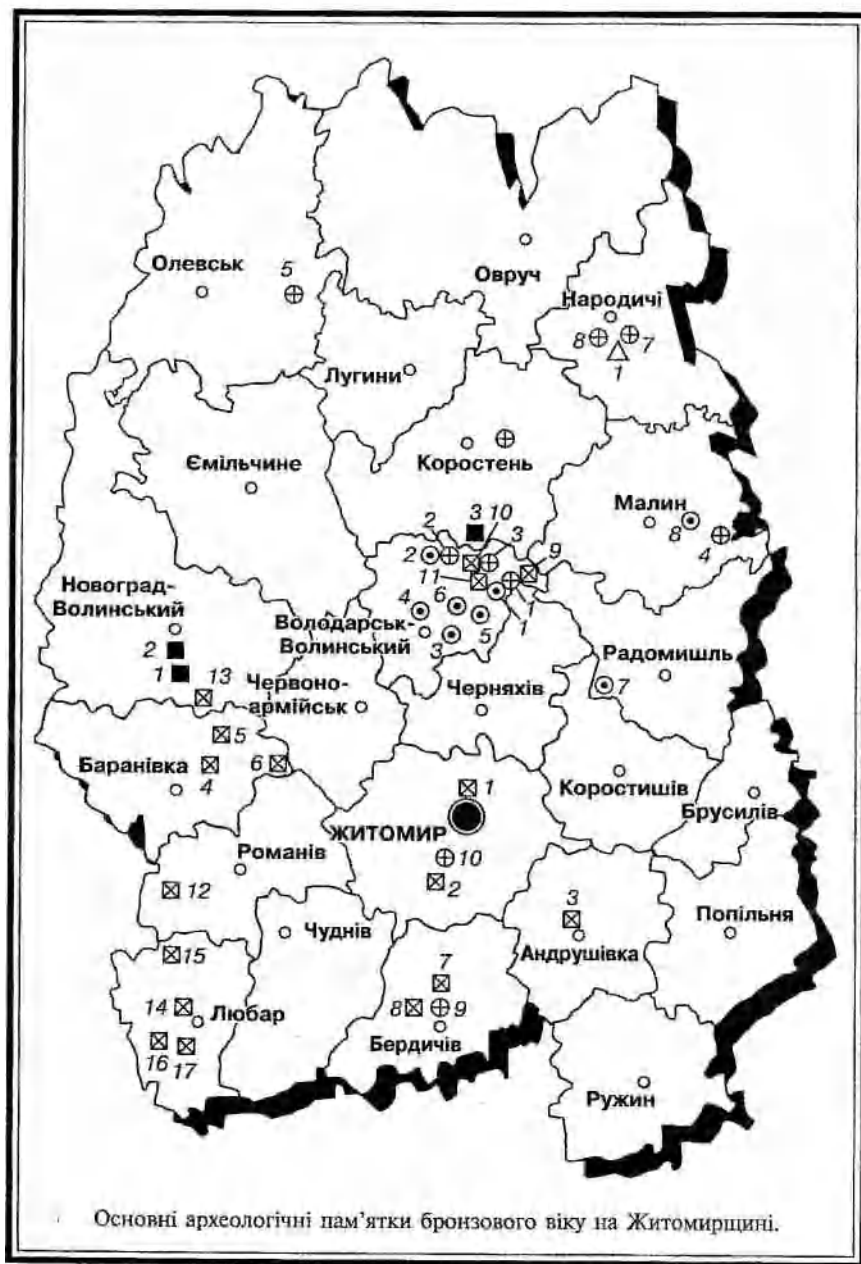 Олевськ
5
Овруч
Народичі
8
7
1
Лугини
Коростень
Ємільчине
Малин
8
4
2
3
10
3
9
2
11
6
4
1
1
5
3
Новоград-
Волинський
2
1
13
Володарськ-
Волинський
Червоно-
армійськ
Черняхів
Радомишль
7
5
Баранівка
4
6
Коростишів
Брусилів
1
ЖИТОМИР
10
2
Романів
12
3
Андрушівка
Попільня
Чуднів
15
14
Любар
16
17
7
8
9
Бердичів
Ружин
Основні археологічні пам'ятки бронзового віку на Житомирщині.